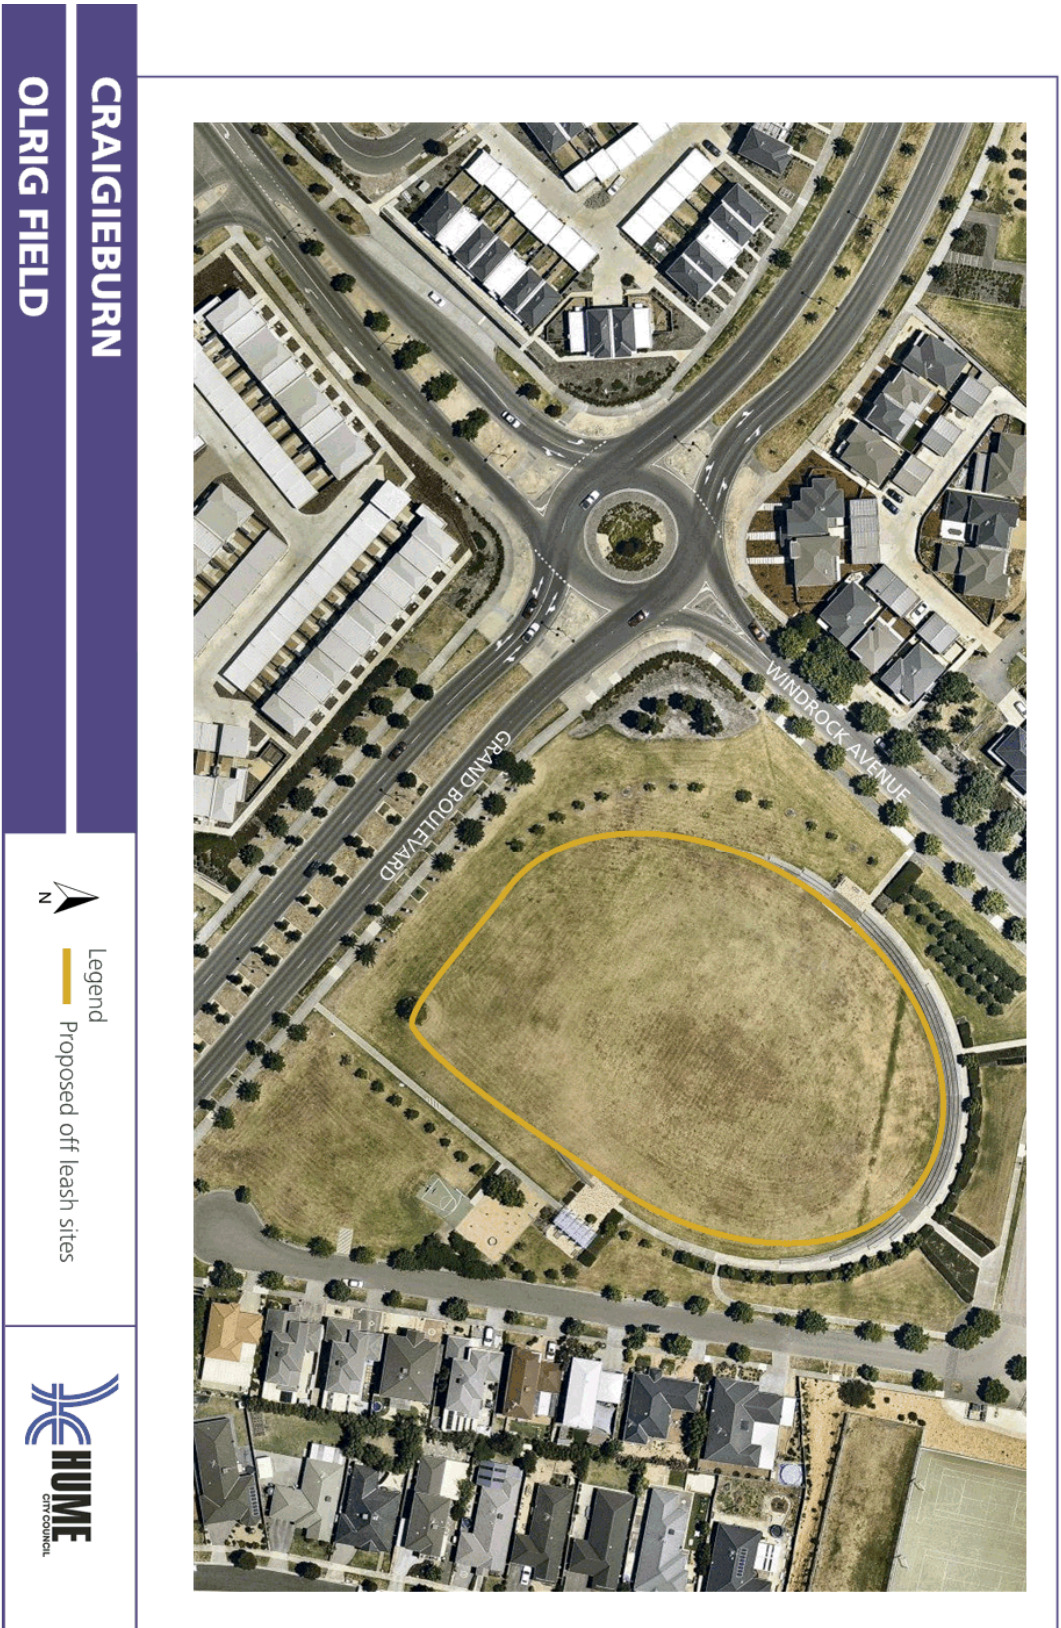 CRAIGIEBURN
OLRIG FIELD
WINDROCK AVENUE
GRAND BOULEVARD
N
Legend
Proposed off leash sites
HUME
CITY COUNCIL